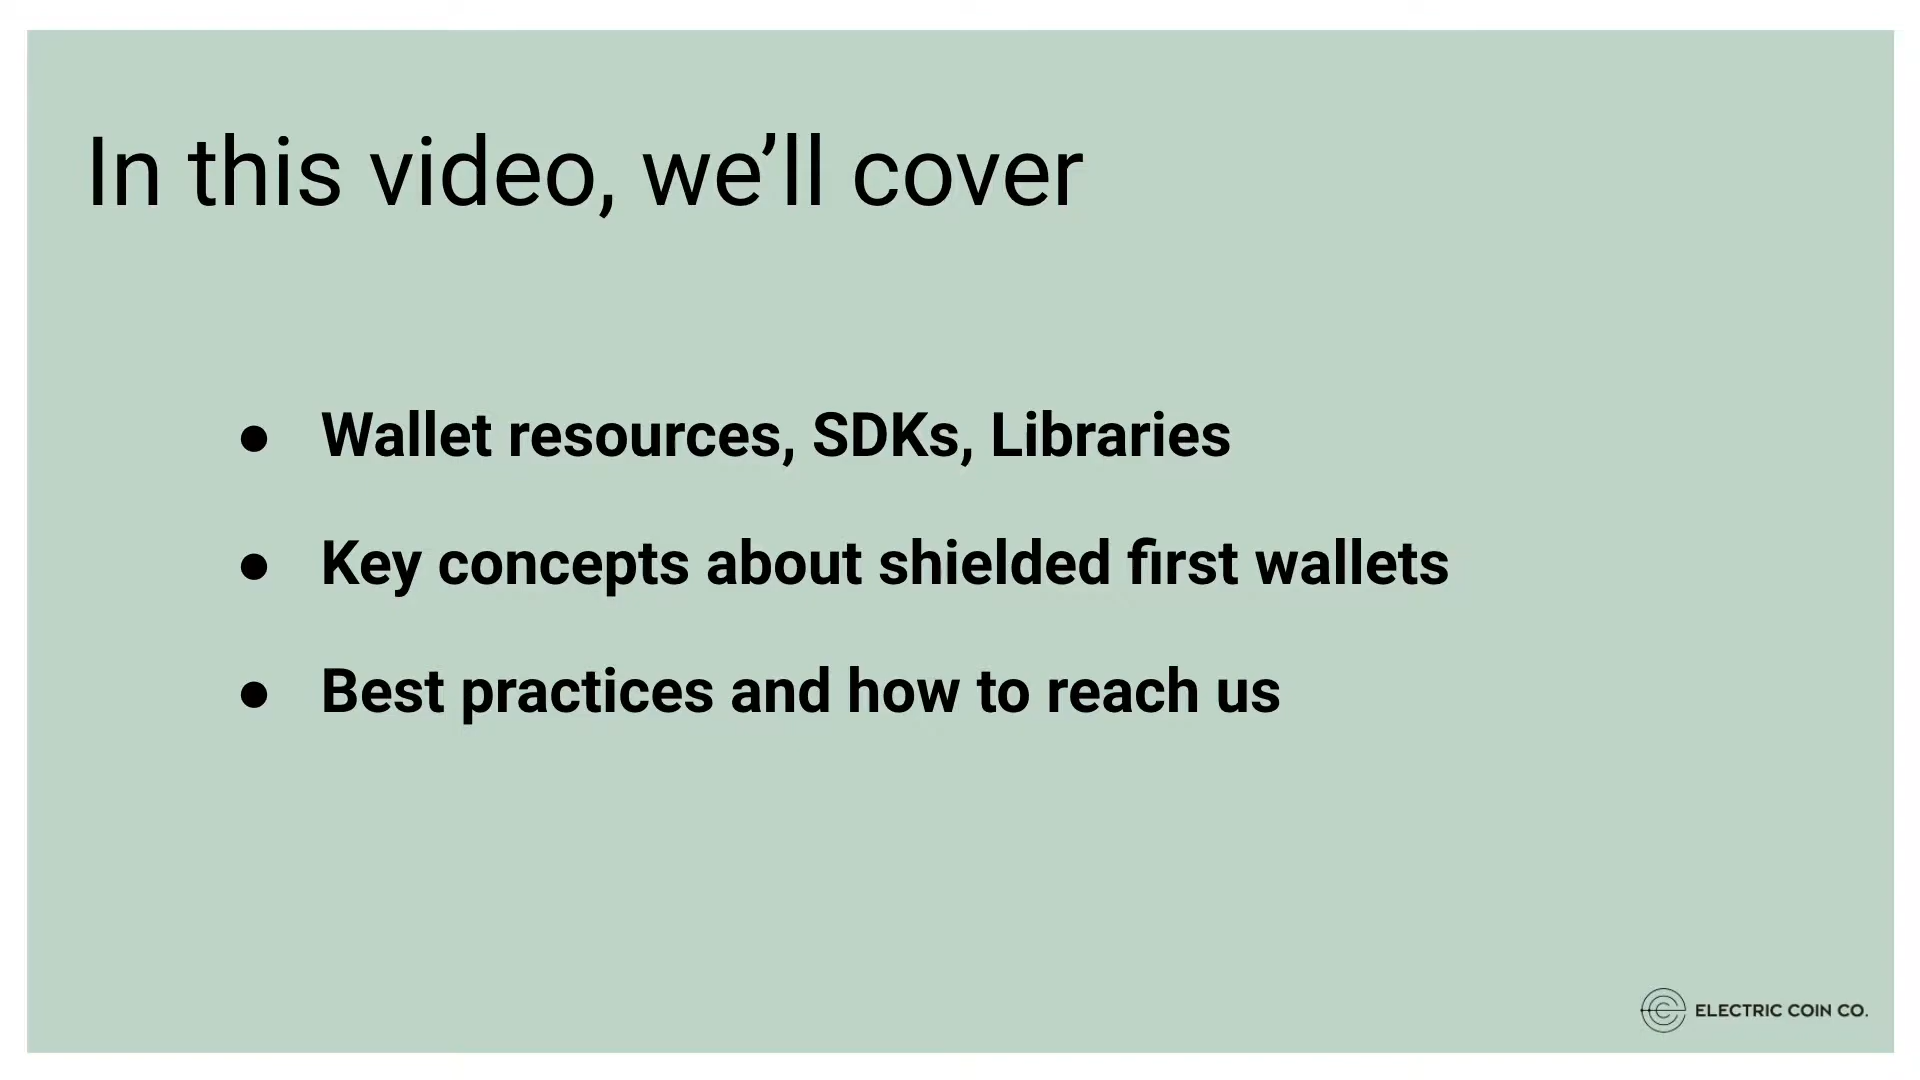 In this video, we’ll cover
● Wallet resources, SDKs, Libraries
● Key concepts about shielded first wallets
● Best practices and how to reach us
ELECTRIC COIN CO.